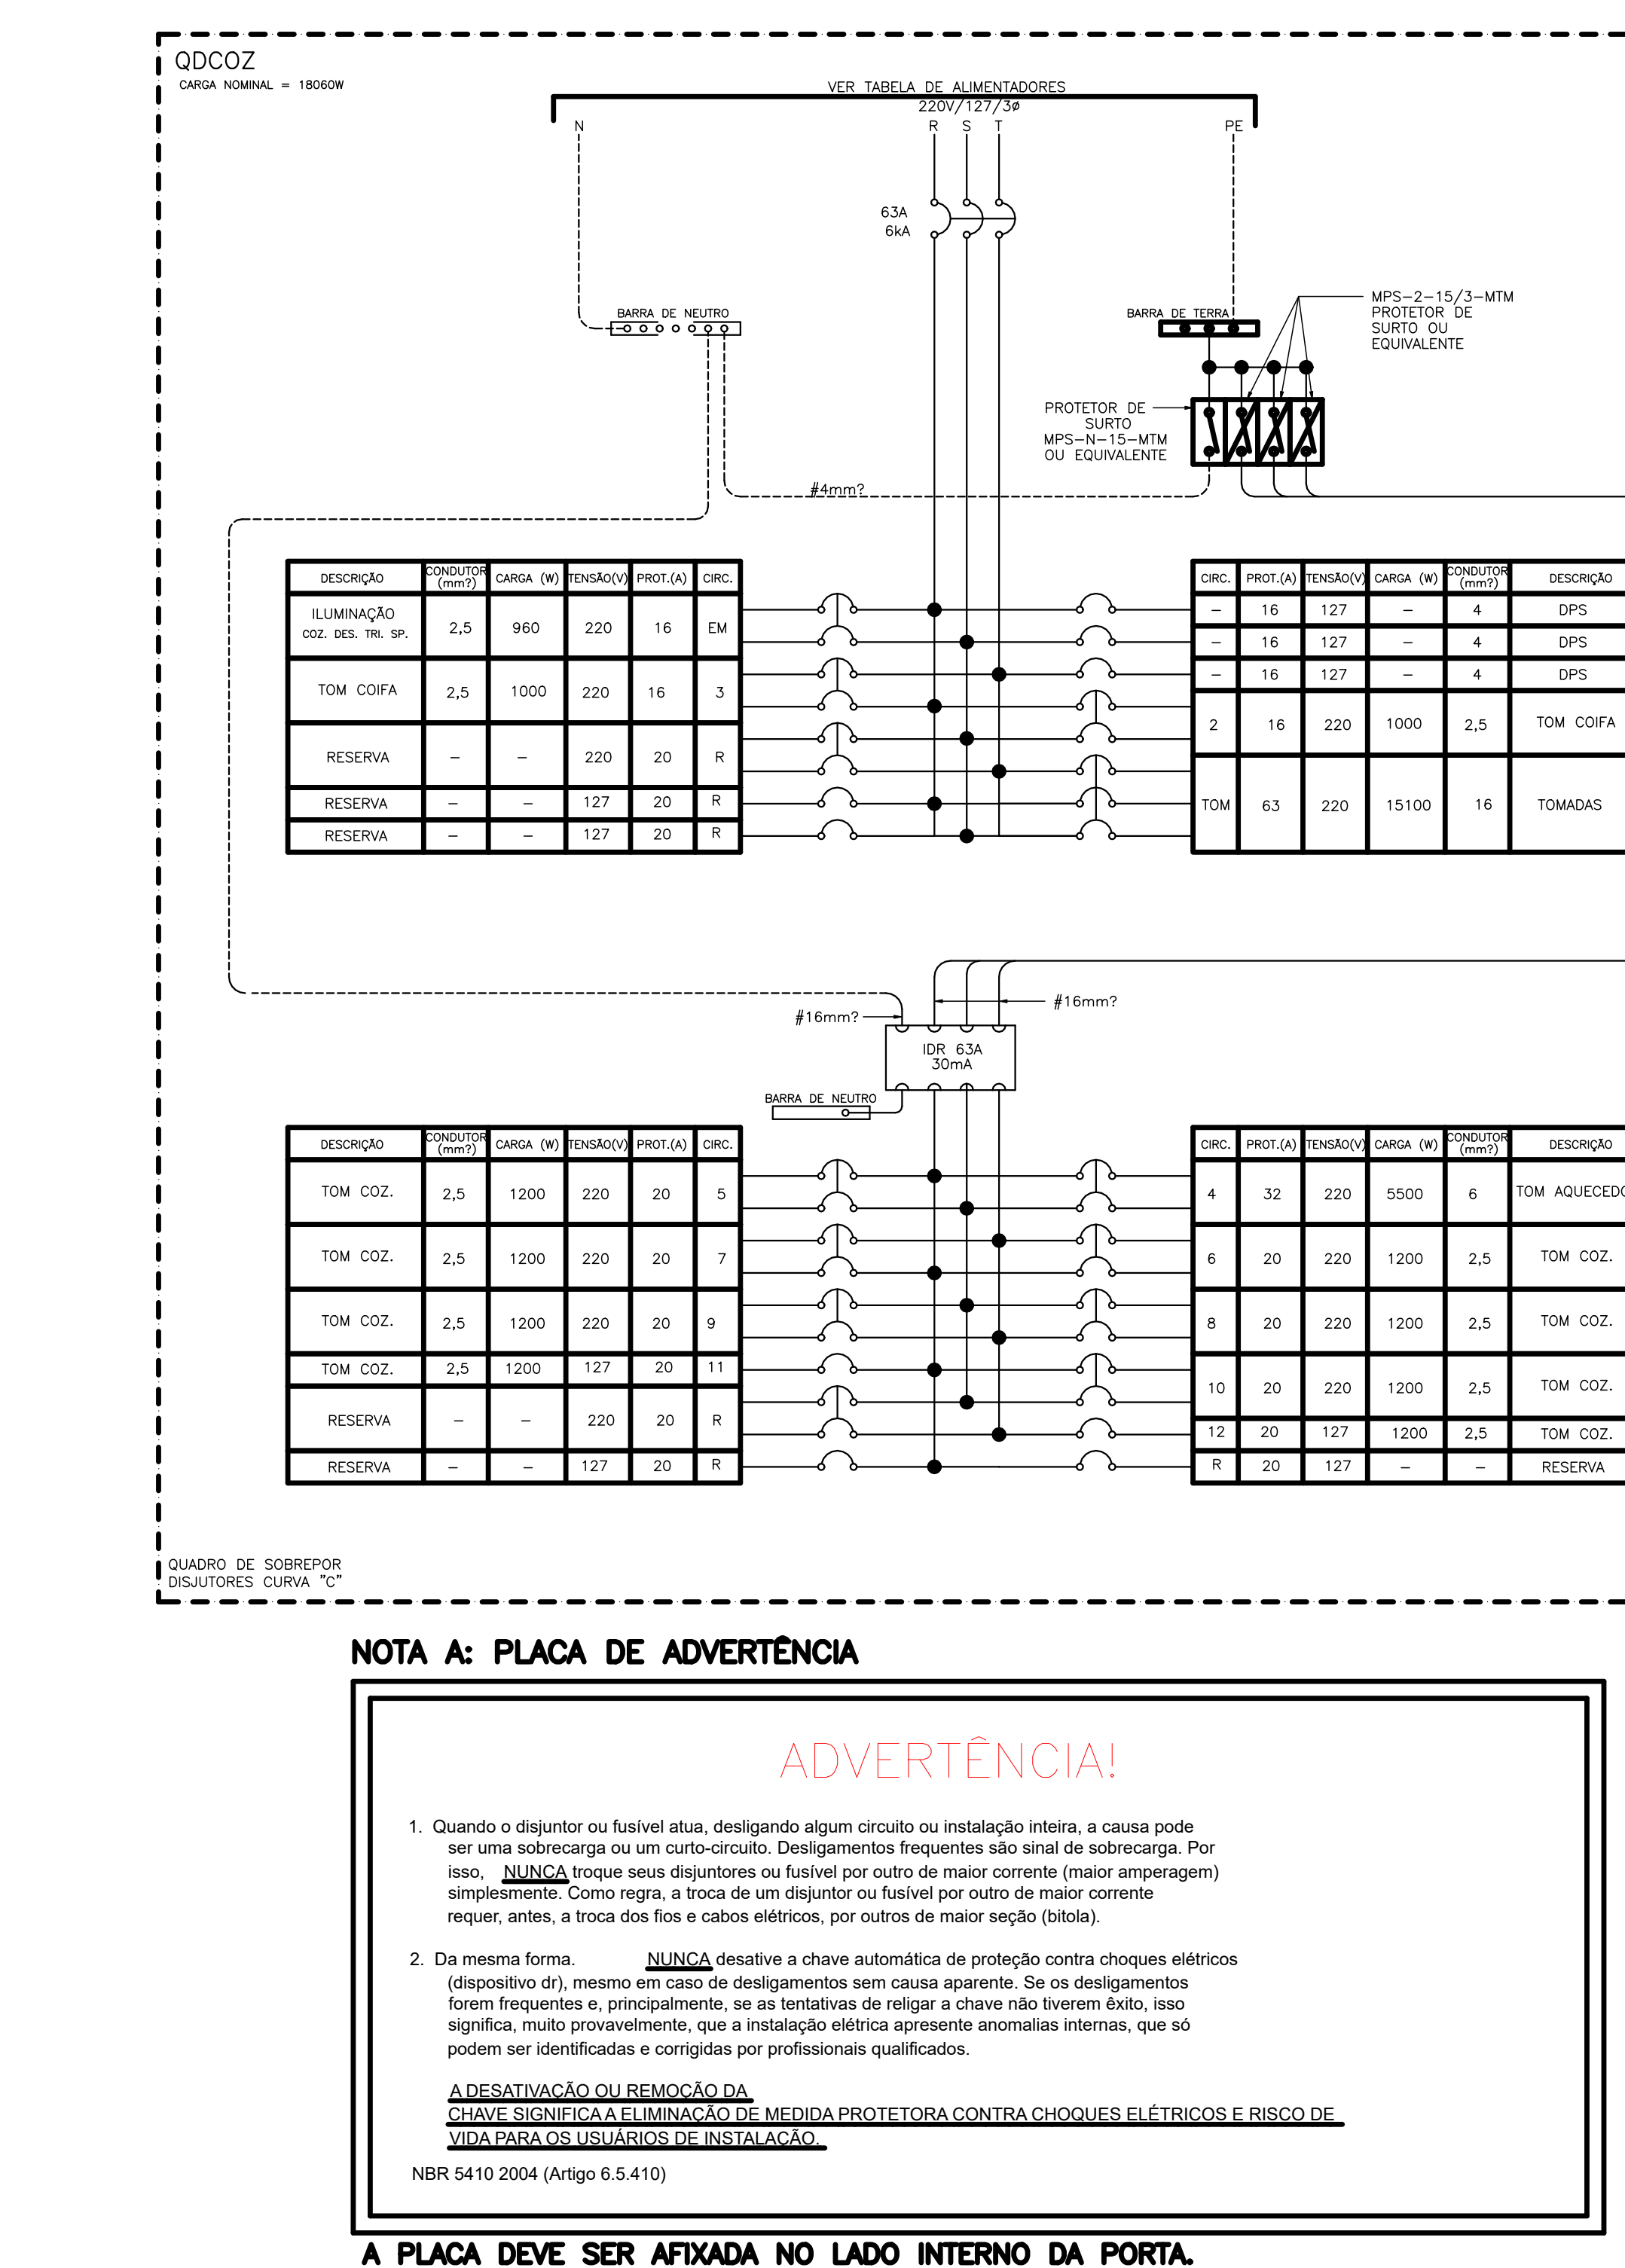 QDCOZ
CARGA NOMINAL = 18060W
VER TABELA DE ALIMENTADORES
220V/127/3ø
N
R S T
PE
63A
6kA
BARRA DE NEUTRO
BARRA DE TERRA
MPS-2-15/3-MTM
PROTETOR DE
SURTO OU
EQUIVALENTE
PROTETOR DE
SURTO
MPS-N-15-MTM
OU EQUIVALENTE
#4mm?
DESCRIÇÃO CONDUTOR (mm?) CARGA (W) TENSÃO(V) PROT.(A) CIRC.
ILUMINAÇÃO
COZ. DES. TRI. SP. 2,5 960 220 16 EM
TOM COIFA 2,5 1000 220 16 3
RESERVA - - 220 20 R
RESERVA - - 127 20 R
RESERVA - - 127 20 R
CIRC. PROT.(A) TENSÃO(V) CARGA (W) CONDUTOR (mm?) DESCRIÇÃO
- 16 127 - 4 DPS
- 16 127 - 4 DPS
- 16 127 - 4 DPS
2 16 220 1000 2,5 TOM COIFA
TOM 63 220 15100 16 TOMADAS
#16mm?
#16mm?
IDR 63A
30mA
BARRA DE NEUTRO
DESCRIÇÃO CONDUTOR (mm?) CARGA (W) TENSÃO(V) PROT.(A) CIRC.
TOM COZ. 2,5 1200 220 20 5
TOM COZ. 2,5 1200 220 20 7
TOM COZ. 2,5 1200 220 20 9
TOM COZ. 2,5 1200 127 20 11
RESERVA - - 220 20 R
RESERVA - - 127 20 R
CIRC. PROT.(A) TENSÃO(V) CARGA (W) CONDUTOR (mm?) DESCRIÇÃO
4 32 220 5500 6 TOM
6 20 220 1200 2,5 TOM COZ.
8 20 220 1200 2,5 TOM COZ.
10 20 220 1200 2,5 TOM COZ.
12 20 127 1200 2,5 TOM COZ.
R 20 127 - - RESERVA
QUADRO DE SOBREPOR
DISJUTORES CURVA "C"
NOTA A: PLACA DE ADVERTÊNCIA
ADVERTÊNCIA!
1. Quando o disjuntor ou fusível atua, desligando algum circuito ou instalação inteira, a causa pode
ser uma sobrecarga ou um curto-circuito. Desligamentos frequentes são sinal de sobrecarga. Por
isso, NUNCA troque seus disjuntores ou fusível por outro de maior corrente (maior amperagem)
simplesmente. Como regra, a troca de um disjuntor ou fusível por outro de maior corrente
requer, antes, a troca dos fios e cabos elétricos, por outros de maior seção (bitola).
2. Da mesma forma. NUNCA desative a chave automática de proteção contra choques elétricos
(dispositivo dr), mesmo em caso de desligamentos sem causa aparente. Se os desligamentos
forem frequentes e, principalmente, se as tentativas de religar a chave não tiverem êxito, isso
significa, muito provavelmente, que a instalação elétrica apresente anomalias internas, que só
podem ser identificadas e corrigidas por profissionais qualificados.
A DESATIVAÇÃO OU REMOÇÃO DA
CHAVE SIGNIFICA A ELIMINAÇÃO DE MEDIDA PROTETORA CONTRA CHOQUES ELÉTRICOS E RISCO DE
VIDA PARA OS USUÁRIOS DE INSTALAÇÃO.
NBR 5410 2004 (Artigo 6.5.410)
A PLACA DEVE SER AFIXADA NO LADO INTERNO DA PORTA.